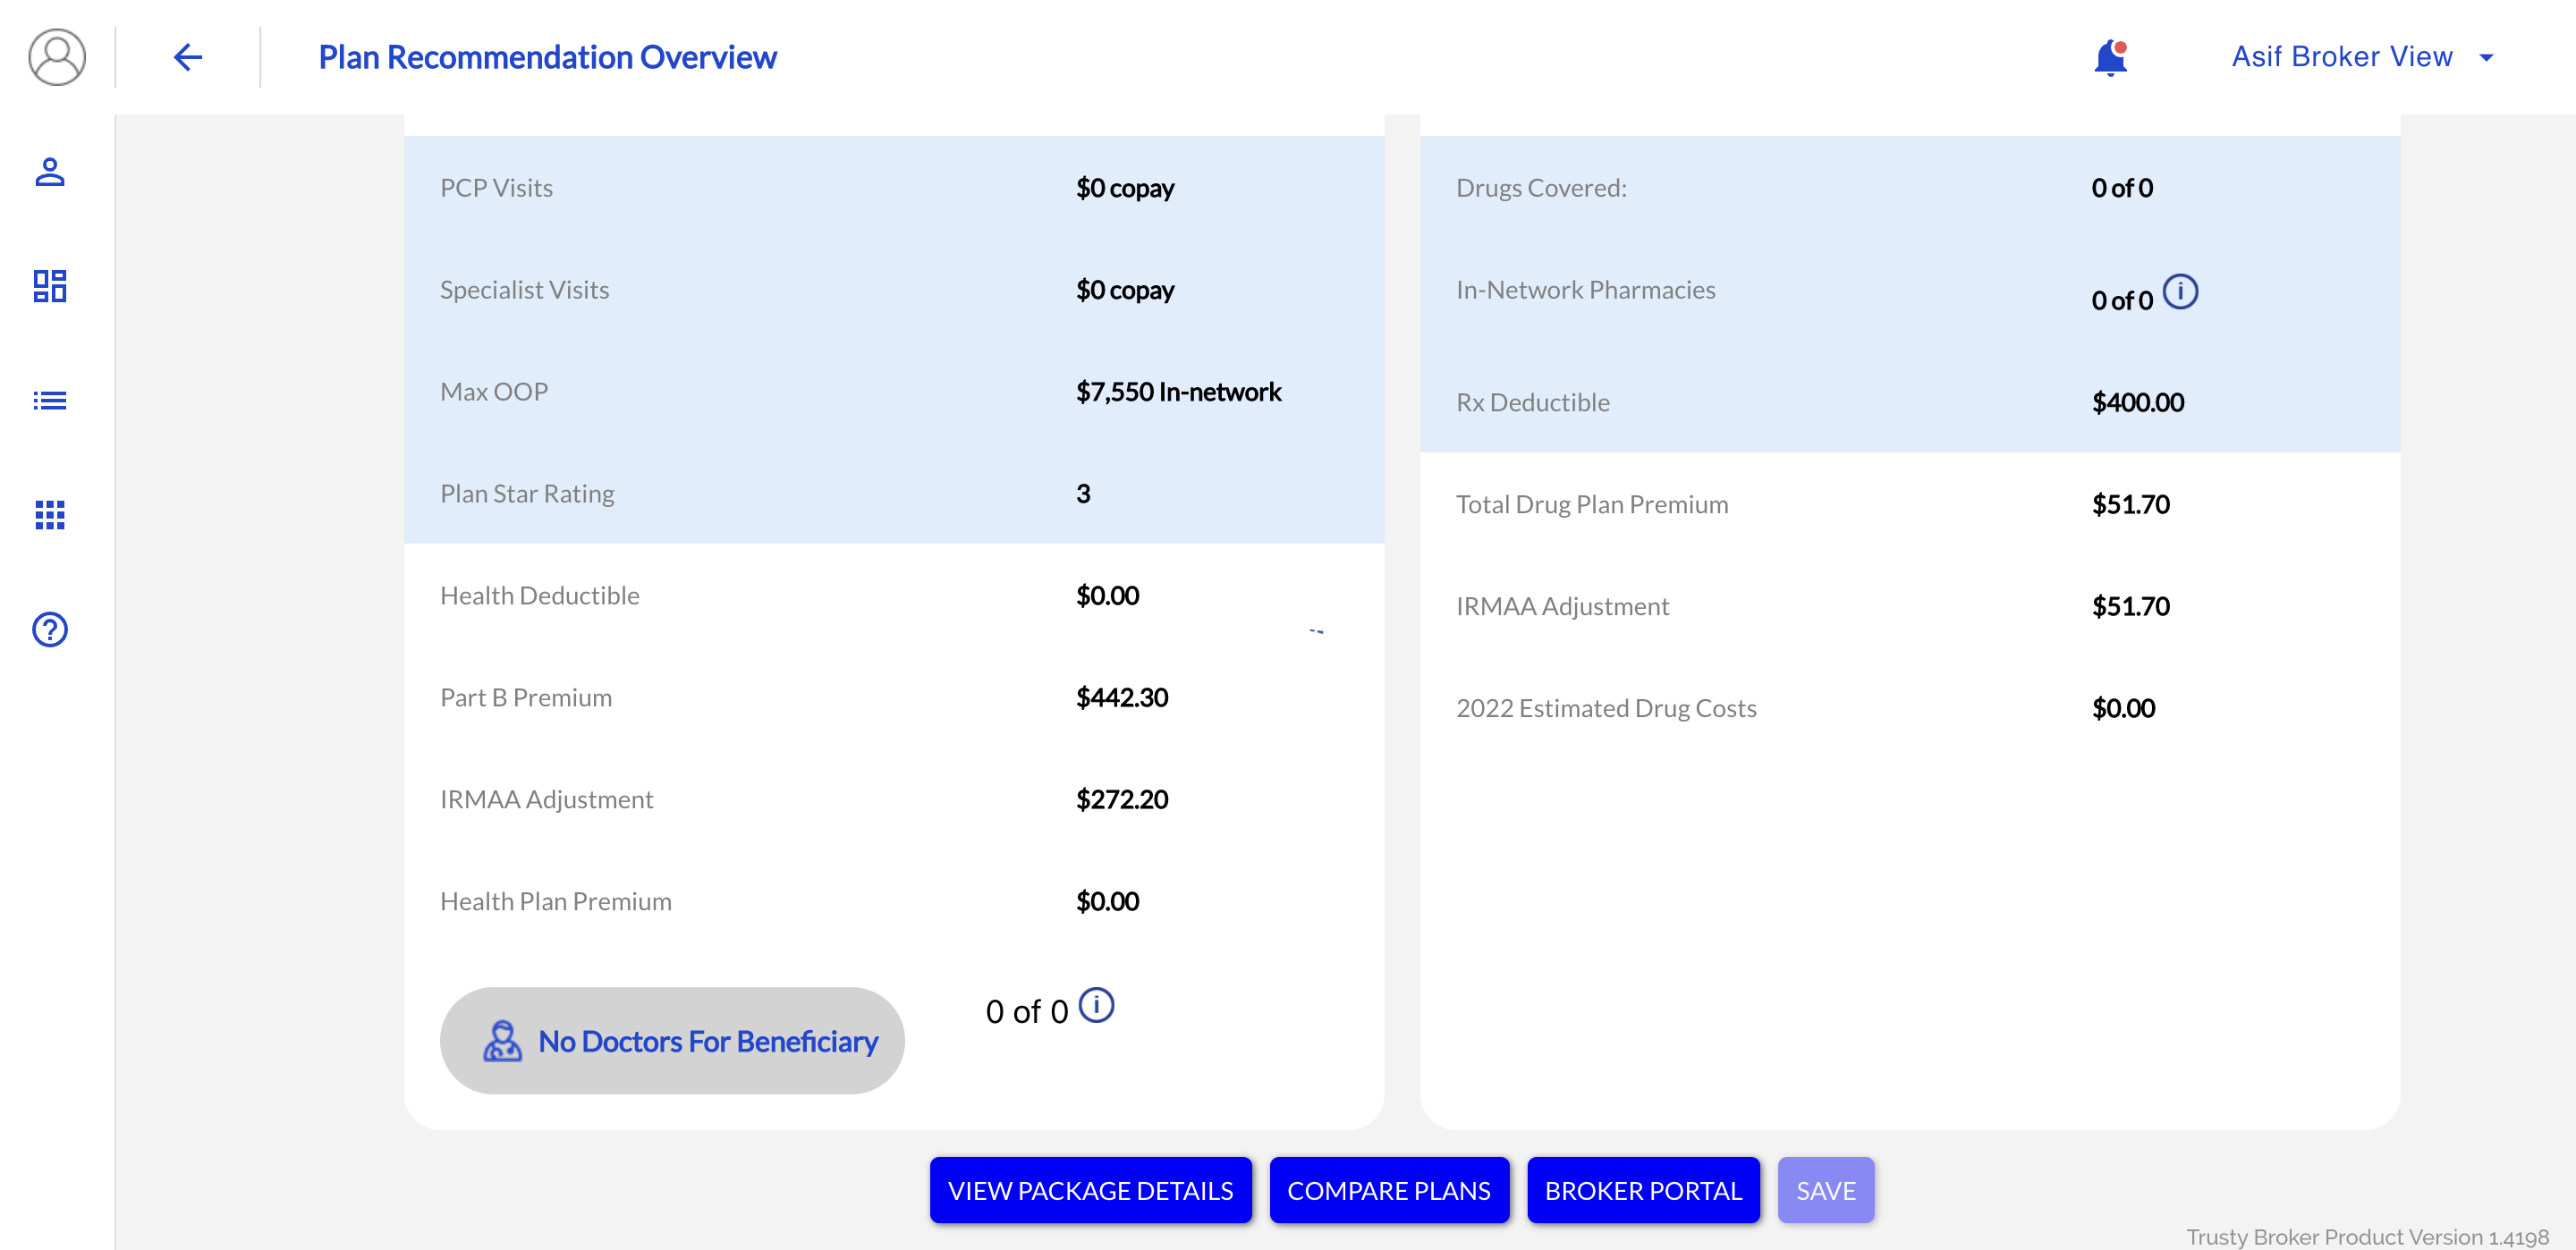 Plan Recommendation Overview
Asif Broker View
PCP Visits $0 copay
Specialist Visits $0 copay
Max OOP $7,550 In-network
Plan Star Rating 3
Health Deductible $0.00
Part B Premium $442.30
IRMAA Adjustment $272.20
Health Plan Premium $0.00
No Doctors For Beneficiary 0 of 0
Drugs Covered: 0 of 0
In-Network Pharmacies 0 of 0
Rx Deductible $400.00
Total Drug Plan Premium $51.70
IRMAA Adjustment $51.70
2022 Estimated Drug Costs $0.00
VIEW PACKAGE DETAILS COMPARE PLANS BROKER PORTAL SAVE
Trusty Broker Product Version 1.4198